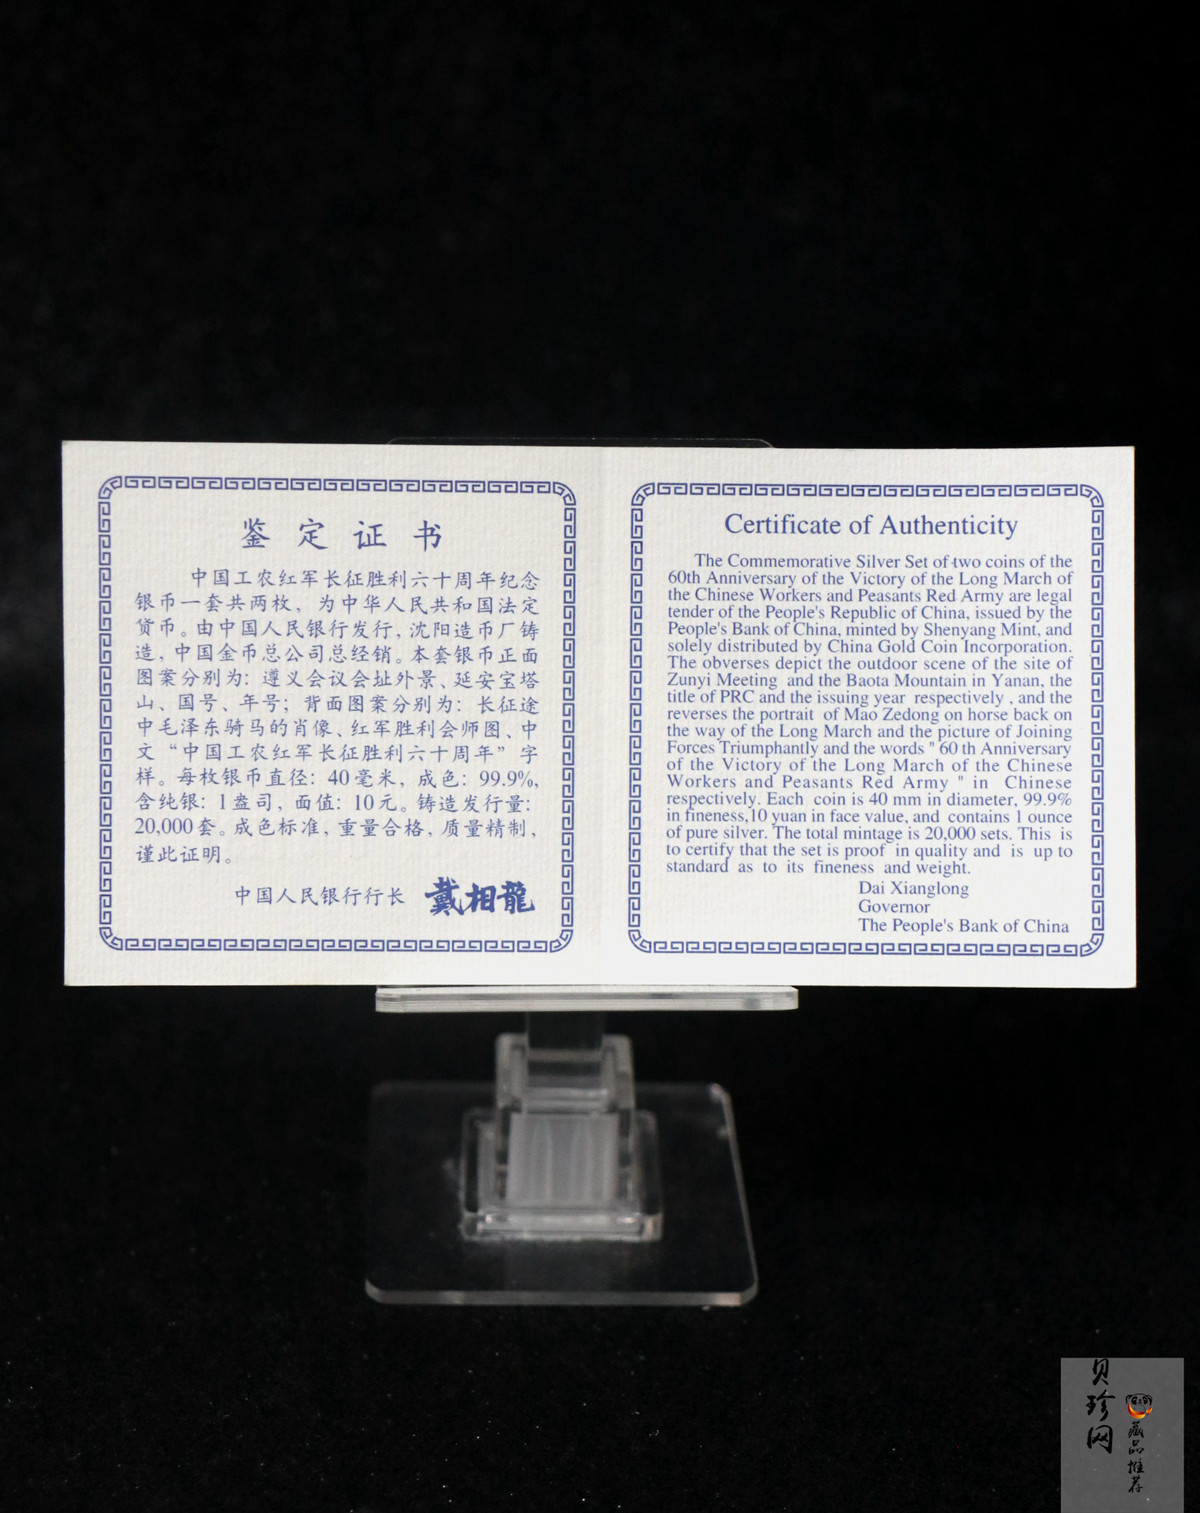 鉴定证书
中国工农红军长征胜利六十周年纪念
银币一套共两枚，为中华人民共和国法定
货币。由中国人民银行发行，沈阳造币厂铸
造，中国金币总公司总经销。本套银币正面
图案分别为：遵义会议会址外景、延安宝塔
山、国号、年号；背面图案分别为：长征途
中毛泽东骑马的肖像、红军胜利会师图、中
文“中国工农红军长征胜利六十周年”字
样。每枚银币直径：40毫米，成色：99.9%，
含纯银：1盎司，面值：10元。铸造发行量：
20,000套。成色标准，重量合格，质量精制，
谨此证明。
中国人民银行行长 戴相龍
Certificate of Authenticity
The Commemorative Silver Set of two coins of the
60th Anniversary of the Victory of the Long March of
the Chinese Workers and Peasants Red Army are legal
tender of the People's Republic of China, issued by the
People's Bank of China, minted by Shenyang Mint, and
solely distributed by China Gold Coin Incorporation.
The obverses depict the outdoor scene of the site of
Zunyi Meeting and the Baota Mountain in Yanan, the
title of PRC and the issuing year respectively , and the
reverses the portrait of Mao Zedong on horse back on
the way of the Long March and the picture of Joining
Forces Triumphantly and the words " 60 th Anniversary
of the Victory of the Long March of the Chinese
Workers and Peasants Red Army " in Chinese
respectively. Each coin is 40 mm in diameter, 99.9%
in fineness,10 yuan in face value, and contains 1 ounce
of pure silver. The total mintage is 20,000 sets. This is
to certify that the set is proof in quality and is up to
standard as to its fineness and weight.
Dai Xianglong
Governor
The People's Bank of China
贝珍网
藏品推荐